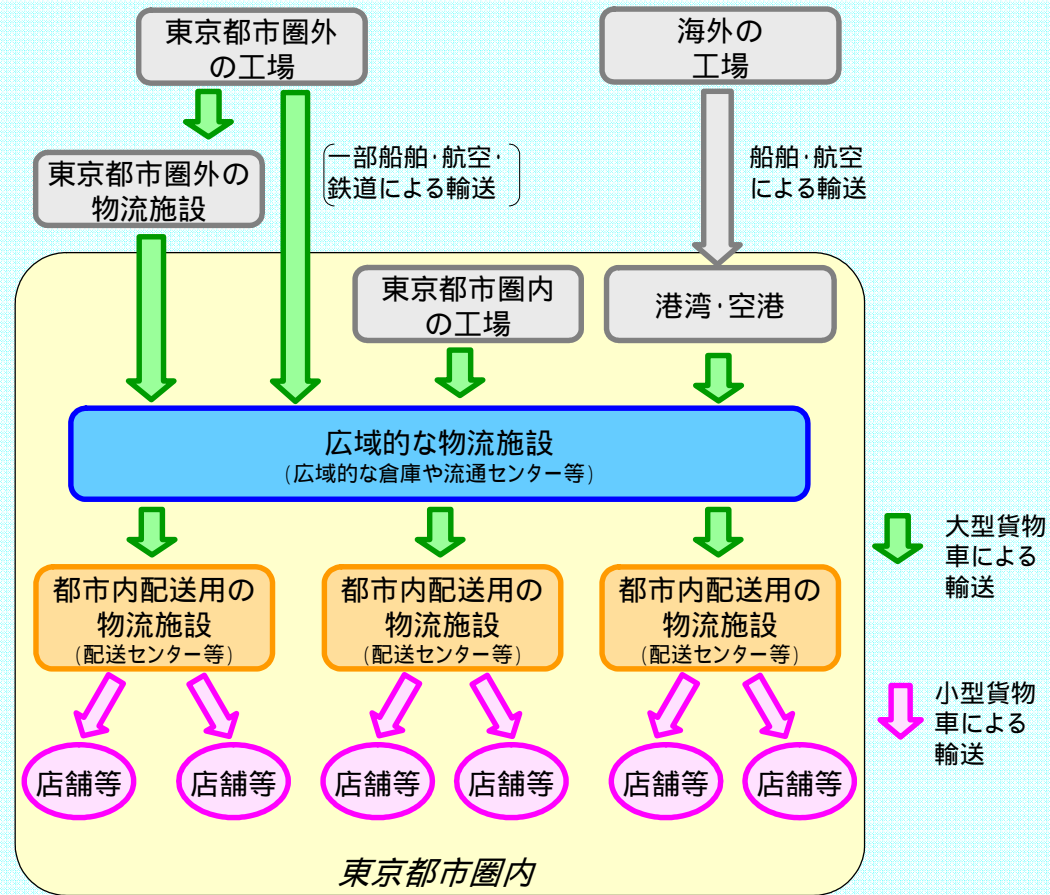 東京都市圏外
の工場
海外の
工場
東京都市圏外の
物流施設
一部船舶・航空・
鉄道による輸送
船舶・航空
による輸送
東京都市圏内
の工場
港湾・空港
広域的な物流施設
(広域的な倉庫や流通センター等)
大型貨物
車による
輸送
都市内配送用の
物流施設
(配送センター等)
都市内配送用の
物流施設
(配送センター等)
都市内配送用の
物流施設
(配送センター等)
小型貨物
車による
輸送
店舗等
店舗等
店舗等
店舗等
店舗等
店舗等
東京都市圏内